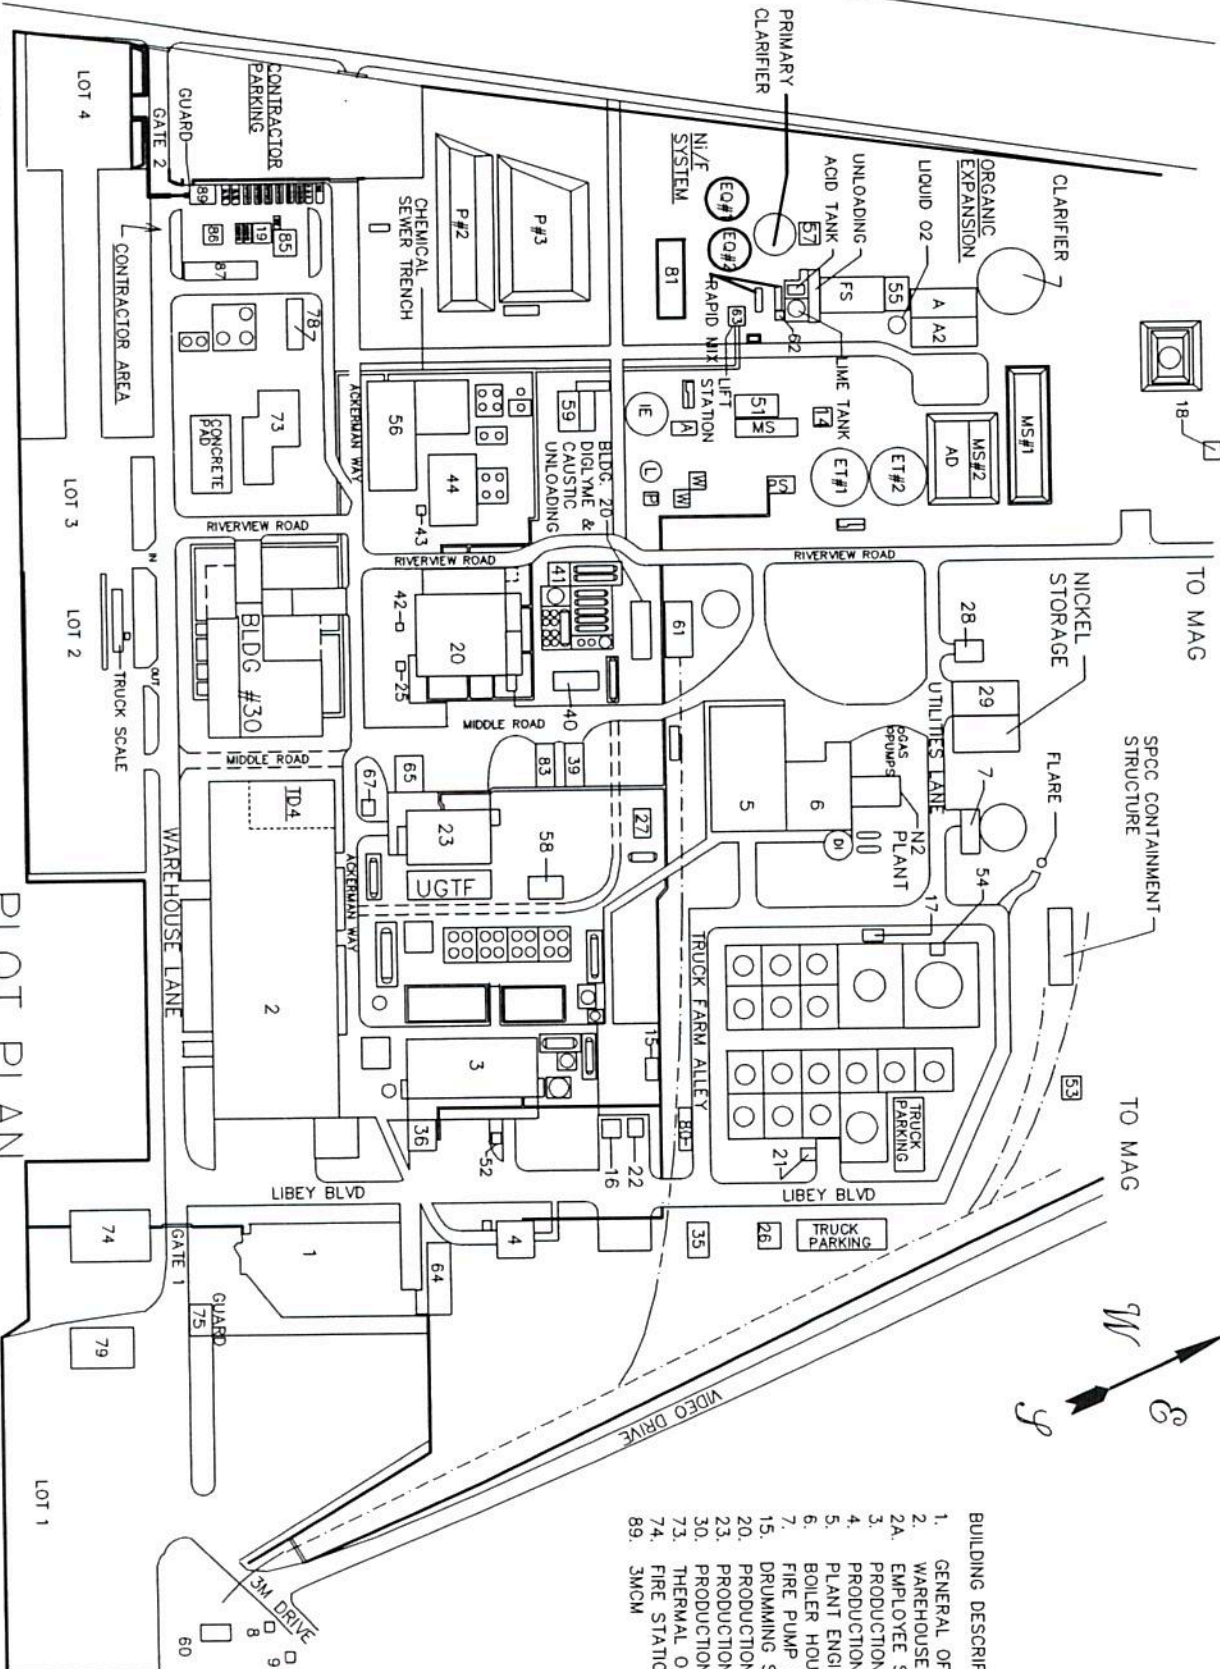 PRIMARY
CLARIFIER
Ni/F
SYSTEM
EQ#1
EQ#2
57
UNLOADING
ACID TANK
LIQUID O2
ORGANIC
EXPANSION
CLARIFIER
18
FS
55
A
A2
81
63
RAPID MIX
62
LIFT
STATION
LIME TANK
MS#1
MS#2
AD
ET#1
ET#2
14
51
MS
A
IE
L
P
W
W
PS
LOT 4
GATE 2
GUARD
CONTRACTOR
PARKING
89
86
19
85
87
CONTRACTOR AREA
P#2
P#3
CHEMICAL
SEWER TRENCH
78
73
CONCRETE
PAD
ACKERMAN WAY
56
44
43
59
BLDG. 20
DIGLYME &
CAUSTIC
UNLOADING
LOT 3
IN
LOT 2
OUT
TRUCK SCALE
RIVERVIEW ROAD
RIVERVIEW ROAD
RIVERVIEW ROAD
TO MAG
NICKEL
STORAGE
28
29
BLDG #30
42
25
20
41
40
61
MIDDLE ROAD
MIDDLE ROAD
UTILITIES LANE
GAS
PUMPS
5
6
7
N2
PLANT
DI
FLARE
SPCC CONTAINMENT
STRUCTURE
54
17
65
67
83
39
23
UGTF
58
27
TD4
2
WAREHOUSE LANE
ACKERMAN WAY
TRUCK FARM ALLEY
3
15
36
52
16
22
80
21
TRUCK
PARKING
53
TO MAG
LIBEY BLVD
LIBEY BLVD
74
GATE 1
1
64
4
35
26
TRUCK
PARKING
GUARD
75
79
VIDEO DRIVE
W
E
S
LOT 1
3M DRIVE
60
8
9
PLOT PLAN
BUILDING DESCRIP
1. GENERAL OF
2. WAREHOUSE
2A. EMPLOYEE S
3. PRODUCTION
4. PRODUCTION
5. PLANT ENGI
6. BOILER HOU
7. FIRE PUMP
15. DRUMMING S
20. PRODUCTION
23. PRODUCTION
30. PRODUCTION
73. THERMAL O
74. FIRE STATIO
89. 3MCM